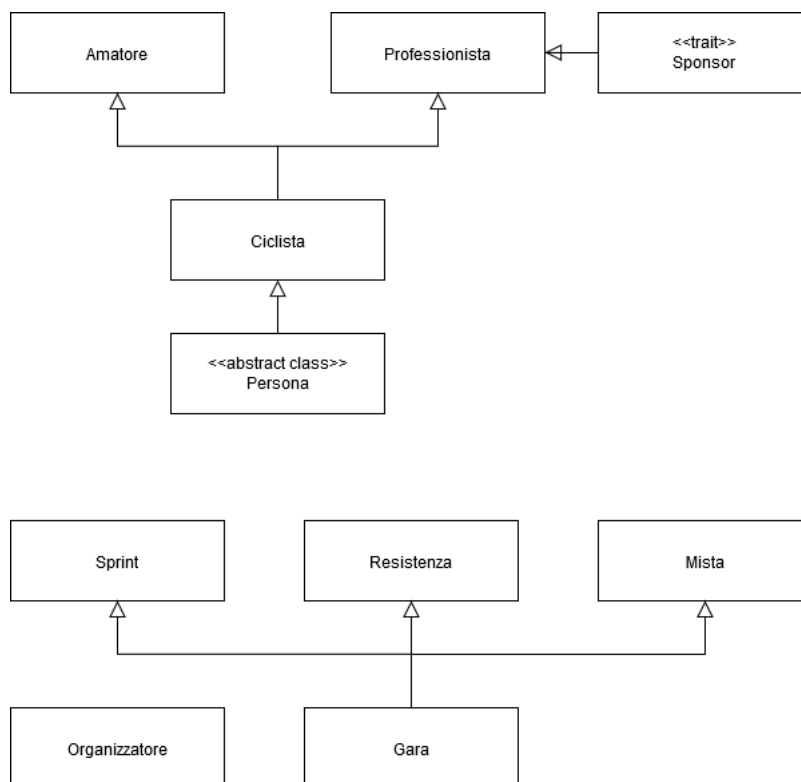 Amatore
Professionista
<<trait>>
Sponsor
Ciclista
<<abstract class>>
Persona
Sprint
Resistenza
Mista
Organizzatore
Gara